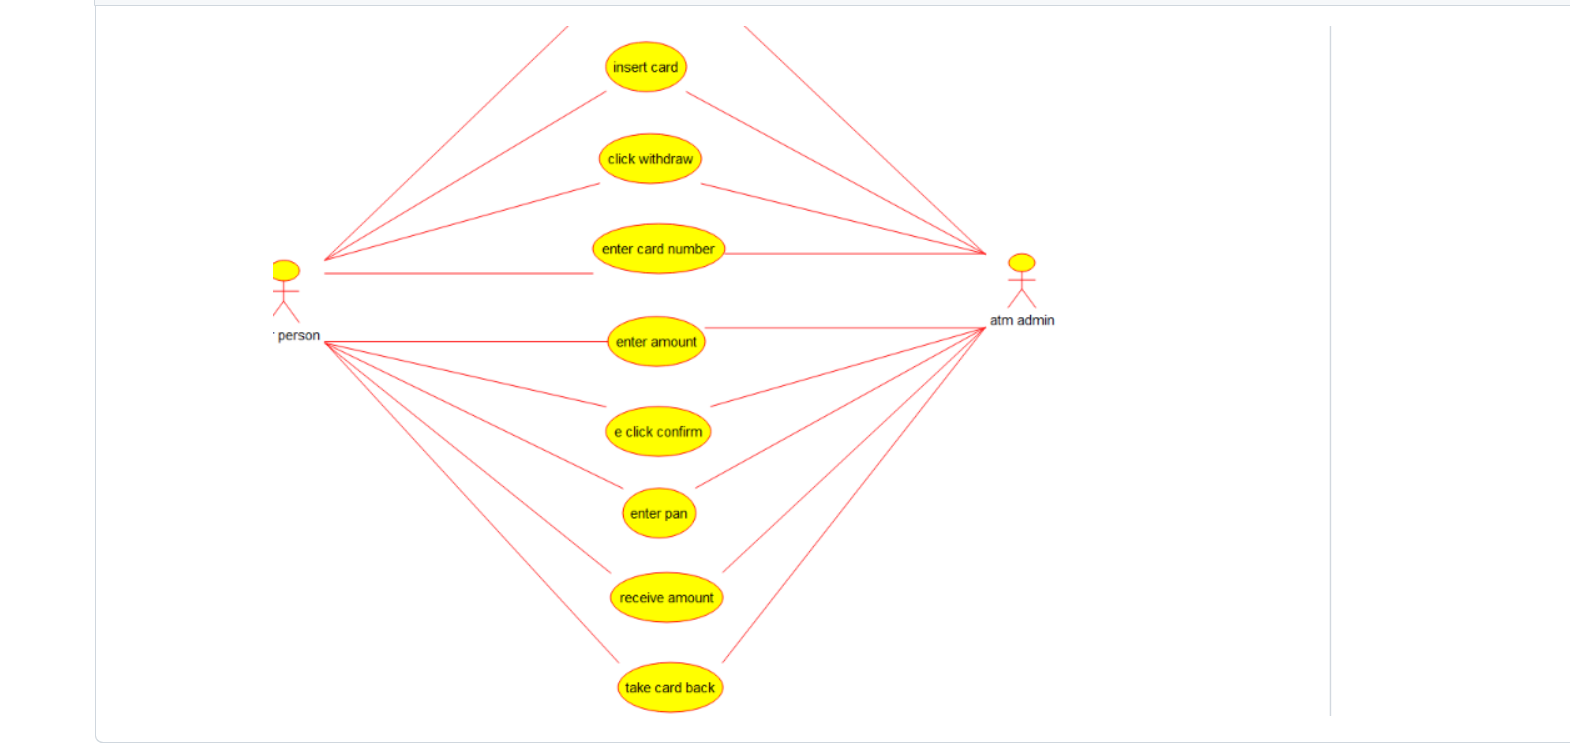 insert card
click withdraw
enter card number
person
atm admin
enter amount
e click confirm
enter pan
receive amount
take card back